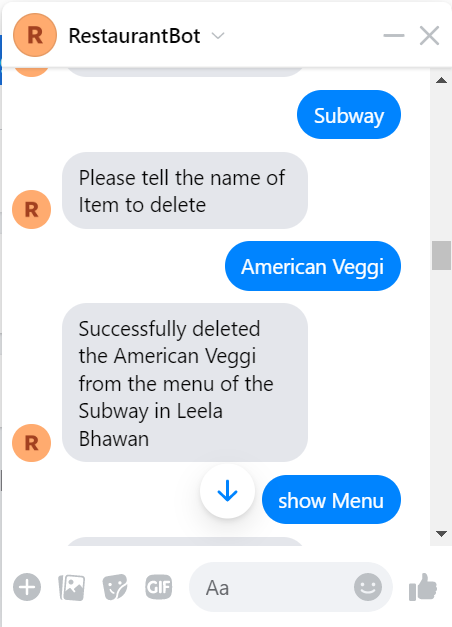 R RestaurantBot
Subway
Please tell the name of
Item to delete
R
American Veggi
Successfully deleted
the American Veggi
from the menu of the
Subway in Leela
Bhawan
R
show Menu
GIF
Aa